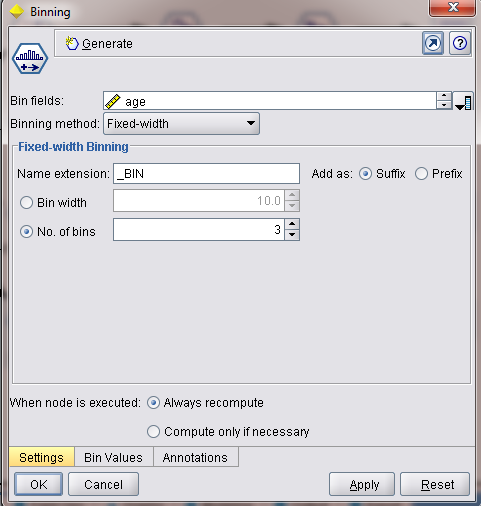 Binning
Generate
Bin fields: age
Binning method: Fixed-width
Fixed-width Binning
Name extension: _BIN Add as: Suffix Prefix
Bin width 10.0
No. of bins 3
When node is executed: Always recompute
Compute only if necessary
Settings Bin Values Annotations
OK Cancel Apply Reset